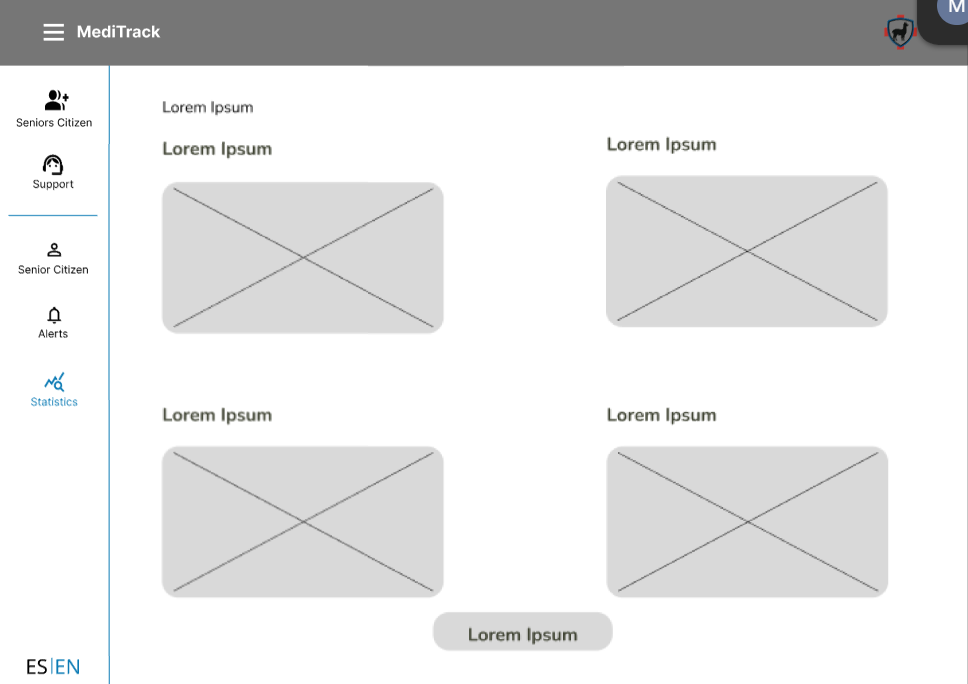 MediTrack
M
Seniors Citizen
Support
Senior Citizen
Alerts
Statistics
ES|EN
Lorem Ipsum
Lorem Ipsum
Lorem Ipsum
Lorem Ipsum
Lorem Ipsum
Lorem Ipsum